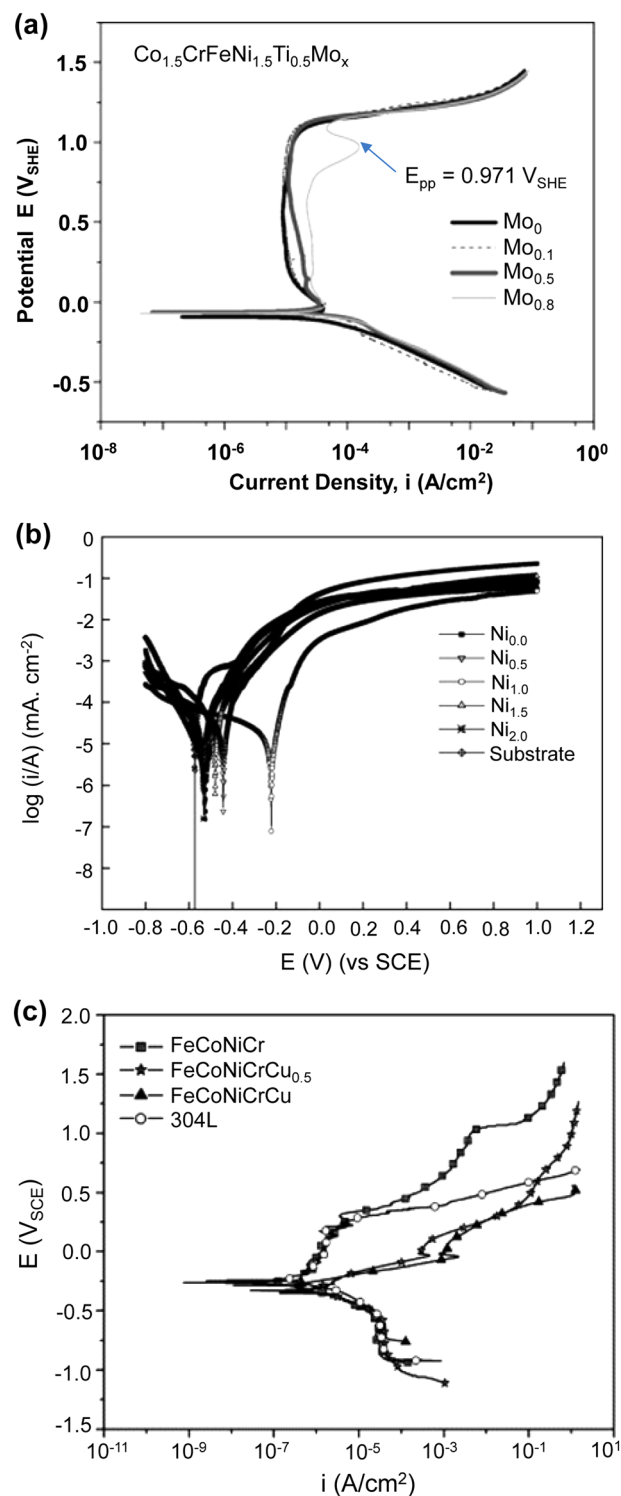 (a)
Co₁.₅CrFeNi₁.₅Ti₀.₅Moₓ
1.5
1.0
0.5
0.0
-0.5
Potential E (V_SHE)
E_pp = 0.971 V_SHE
Mo₀
Mo₀.₁
Mo₀.₅
Mo₀.₈
10⁻⁸ 10⁻⁶ 10⁻⁴ 10⁻² 10⁰
Current Density, i (A/cm²)
(b)
0
-1
-2
-3
-4
-5
-6
-7
-8
log (i/A) (mA. cm⁻²)
Ni₀.₀
Ni₀.₅
Ni₁.₀
Ni₁.₅
Ni₂.₀
Substrate
-1.0 -0.8 -0.6 -0.4 -0.2 0.0 0.2 0.4 0.6 0.8 1.0
E (V) (vs SCE)
(c)
2.0
1.5
1.0
0.5
0.0
-0.5
-1.0
-1.5
E (V_SCE)
FeCoNiCr
FeCoNiCrCu₀.₅
FeCoNiCrCu
304L
10⁻¹¹ 10⁻⁹ 10⁻⁷ 10⁻⁵ 10⁻³ 10⁻¹ 10¹
i (A/cm²)